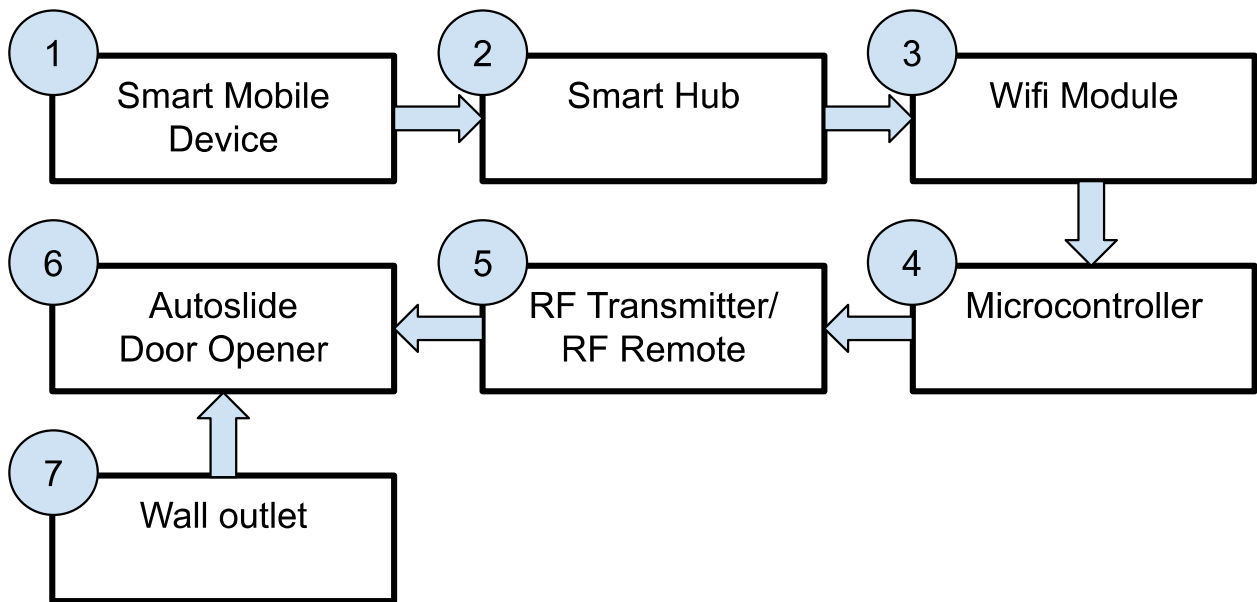 1
Smart Mobile
Device
2
Smart Hub
3
Wifi Module
6
Autoslide
Door Opener
5
RF Transmitter/
RF Remote
4
Microcontroller
7
Wall outlet